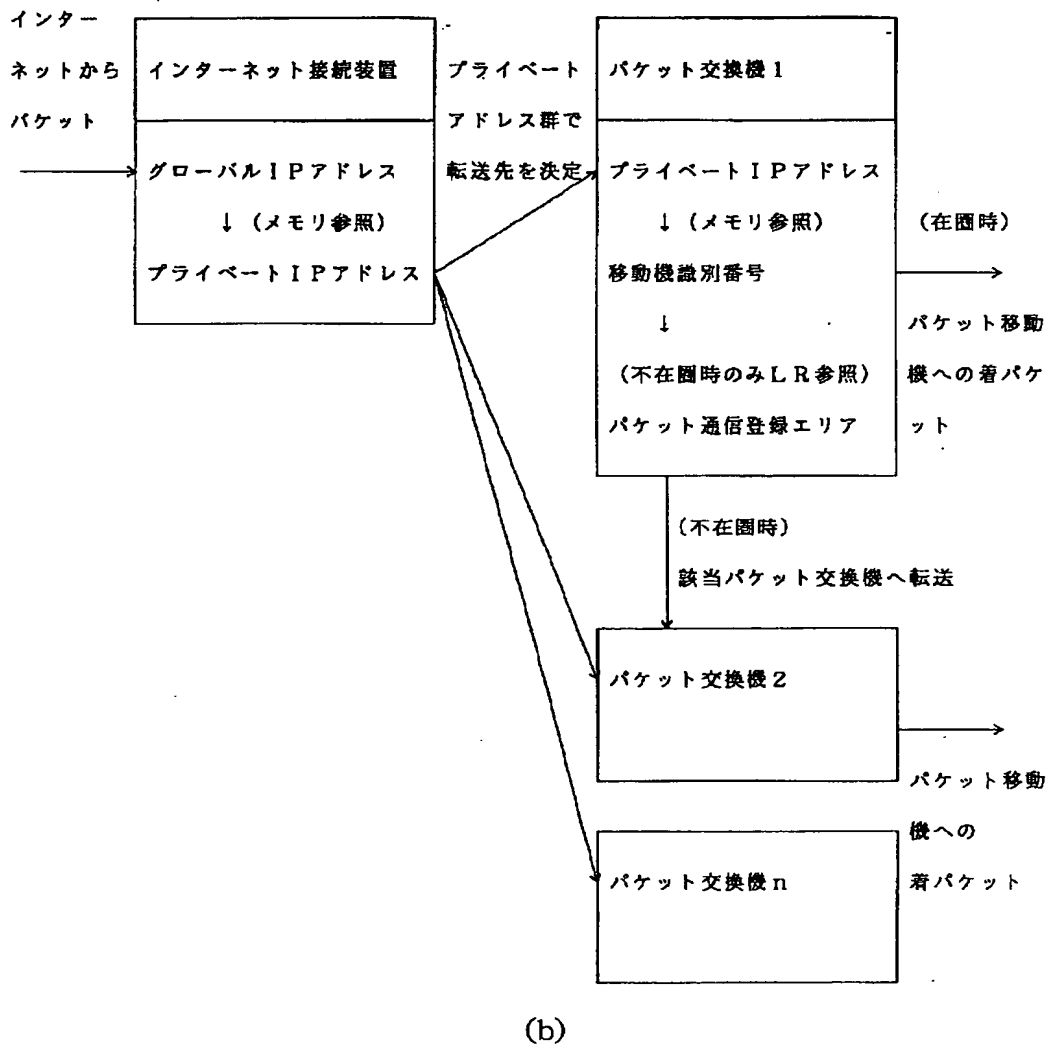 インター
ネットから
パケット
インターネット接続装置
グローバルＩＰアドレス
↓（メモリ参照）
プライベートＩＰアドレス
プライベート
アドレス群で
転送先を決定
パケット交換機１
プライベートＩＰアドレス
↓（メモリ参照）
移動機識別番号
↓
（不在圏時のみＬＲ参照）
パケット通信登録エリア
（在圏時）
パケット移動
機への着パケ
ット
（不在圏時）
該当パケット交換機へ転送
パケット交換機２
パケット移動
機への
着パケット
パケット交換機ｎ
(b)